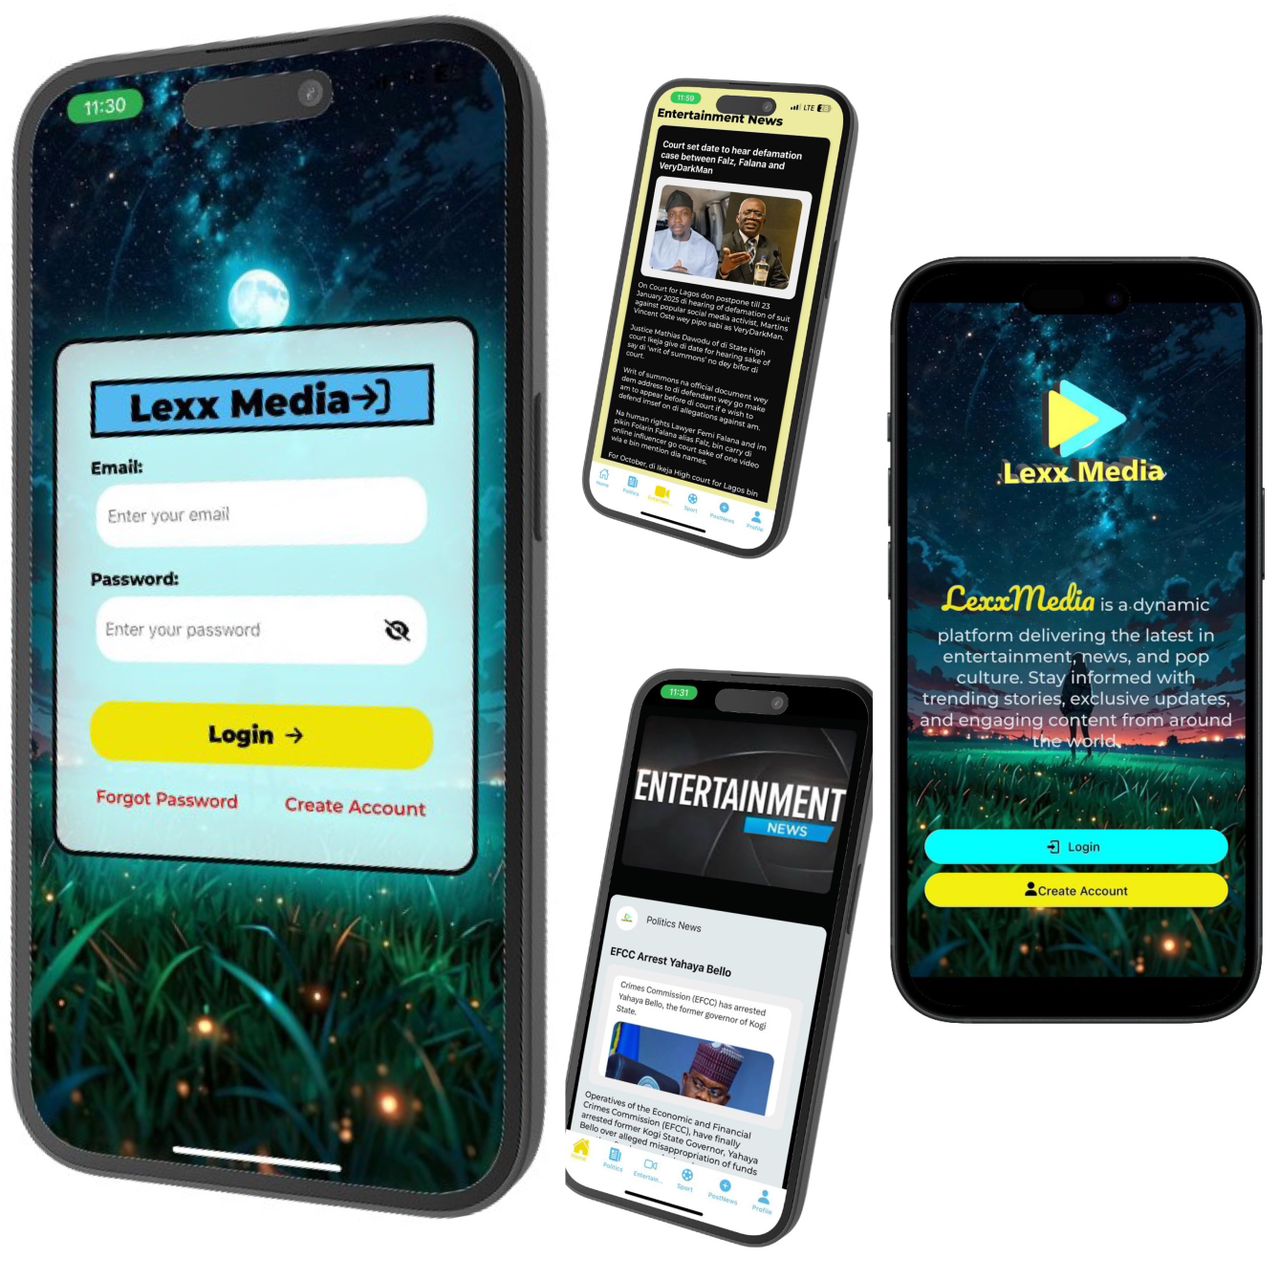 11:30
Lexx Media
Email:
Enter your email
Password:
Enter your password
Login →
Forgot Password
Create Account
11:59
LTE
Entertainment News
Court set date to hear defamation
case between Falz, Falana and
VeryDarkMan
On Court for Lagos don postpone till 23
January 2025 di hearing of defamation of suit
against popular social media activist, Martins
Vincent Oste wey pipo sabi as VeryDarkMan.
Justice Mathias Dawodu of di State high
court Ikeja give di date for hearing sake of
say di 'writ of summons' no dey bifor di
court.
Writ of summons na official document wey
dem address to di defendant wey go make
am to appear before di court if e wish to
defend imsef on di allegations against am.
Na human rights Lawyer Femi Falana and im
pikin Folarin Falana alias Falz, bin carry di
online influencer go court sake of one video
wia e bin mention dia names.
For October, di Ikeja High court for Lagos bin
Home
Politics
Entertain...
Sport
PostNews
Profile
11:31
ENTERTAINMENT
NEWS
Politics News
EFCC Arrest Yahaya Bello
Crimes Commission (EFCC) has arrested
Yahaya Bello, the former governor of Kogi
State.
Operatives of the Economic and Financial
Crimes Commission (EFCC), have finally
arrested former Kogi State Governor, Yahaya
Bello over alleged misappropriation of funds
Home
Politics
Entertain...
Sport
PostNews
Profile
Lexx Media
LexxMedia is a dynamic
platform delivering the latest in
entertainment, news, and pop
culture. Stay informed with
trending stories, exclusive updates,
and engaging content from around
the world.
Login
Create Account